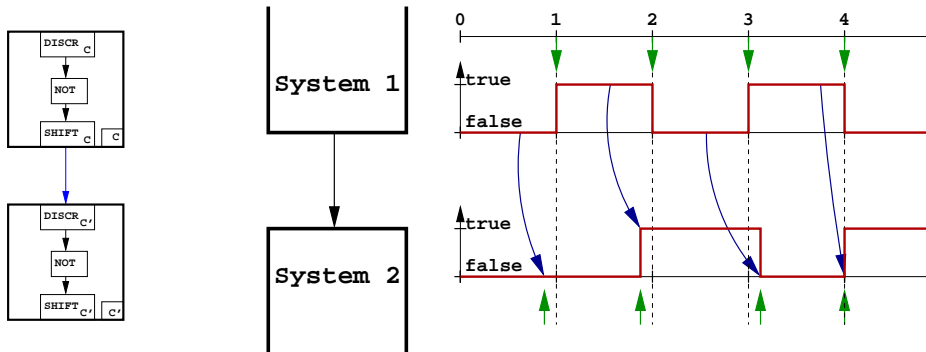 DISCR C
NOT
SHIFT C
C
DISCR C'
NOT
SHIFT C'
C'
System 1
System 2
0 1 2 3 4
true
false
true
false